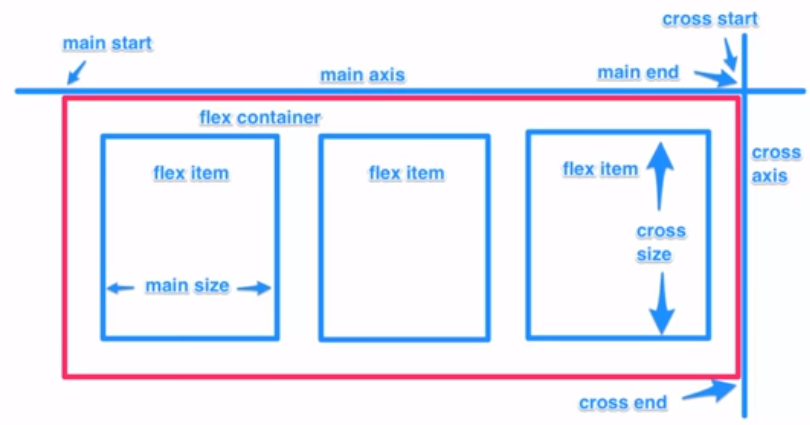 cross start
main start
main axis
main end
flex container
cross
axis
flex item
flex item
flex item
cross
size
main size
cross end